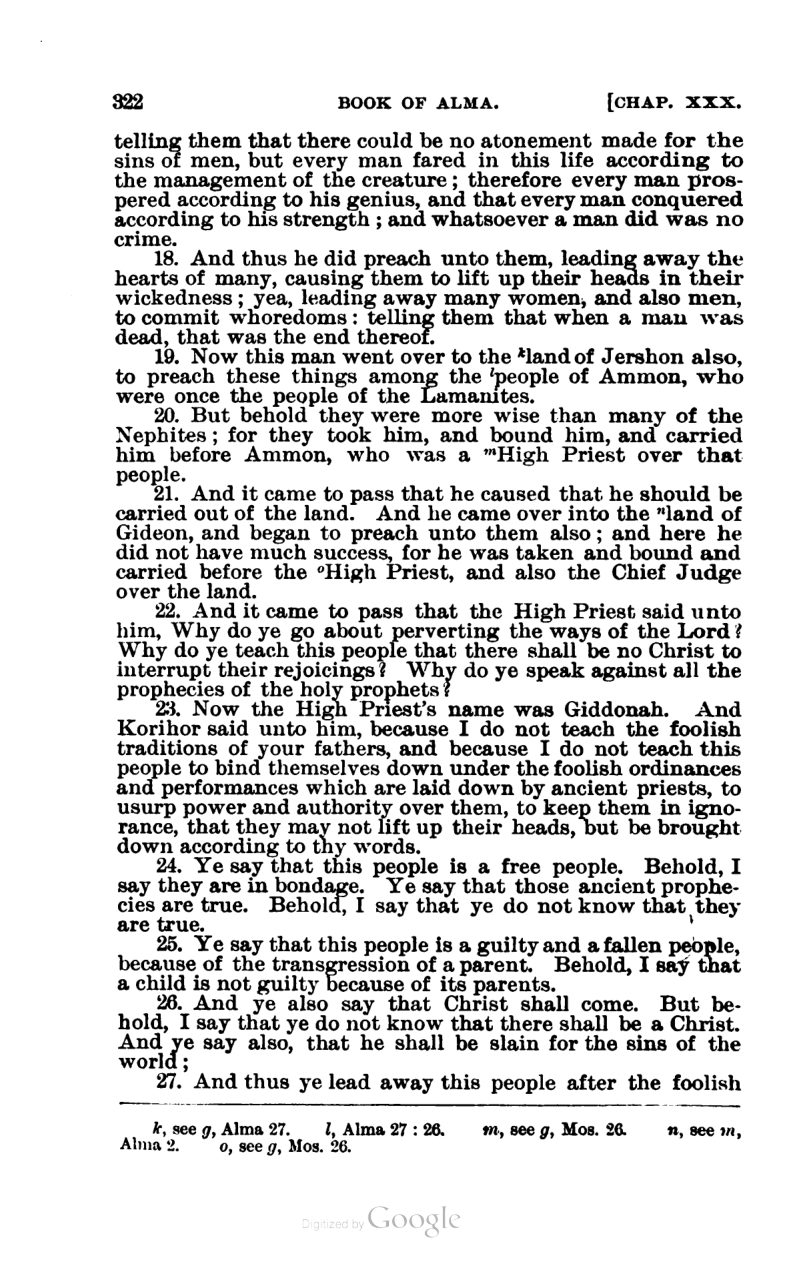 322 BOOK OF ALMA. [CHAP. XXX.
telling them that there could be no atonement made for the
sins of men, but every man fared in this life according to
the management of the creature; therefore every man pros-
pered according to his genius, and that every man conquered
according to his strength; and whatsoever a man did was no
crime.
18. And thus he did preach unto them, leading away the
hearts of many, causing them to lift up their heads in their
wickedness; yea, leading away many women, and also men,
to commit whoredoms: telling them that when a man was
dead, that was the end thereof.
19. Now this man went over to the ᵏland of Jershon also,
to preach these things among the ˡpeople of Ammon, who
were once the people of the Lamanites.
20. But behold they were more wise than many of the
Nephites; for they took him, and bound him, and carried
him before Ammon, who was a ᵐHigh Priest over that
people.
21. And it came to pass that he caused that he should be
carried out of the land. And he came over into the ⁿland of
Gideon, and began to preach unto them also; and here he
did not have much success, for he was taken and bound and
carried before the ᵒHigh Priest, and also the Chief Judge
over the land.
22. And it came to pass that the High Priest said unto
him, Why do ye go about perverting the ways of the Lord?
Why do ye teach this people that there shall be no Christ to
interrupt their rejoicings? Why do ye speak against all the
prophecies of the holy prophets?
23. Now the High Priest's name was Giddonah. And
Korihor said unto him, because I do not teach the foolish
traditions of your fathers, and because I do not teach this
people to bind themselves down under the foolish ordinances
and performances which are laid down by ancient priests, to
usurp power and authority over them, to keep them in igno-
rance, that they may not lift up their heads, but be brought
down according to thy words.
24. Ye say that this people is a free people. Behold, I
say they are in bondage. Ye say that those ancient prophe-
cies are true. Behold, I say that ye do not know that they
are true.
25. Ye say that this people is a guilty and a fallen people,
because of the transgression of a parent. Behold, I say that
a child is not guilty because of its parents.
26. And ye also say that Christ shall come. But be-
hold, I say that ye do not know that there shall be a Christ.
And ye say also, that he shall be slain for the sins of the
world;
27. And thus ye lead away this people after the foolish
k, see g, Alma 27. l, Alma 27 : 26. m, see g, Mos. 26. n, see m,
Alma 2. o, see g, Mos. 26.
Digitized by Google